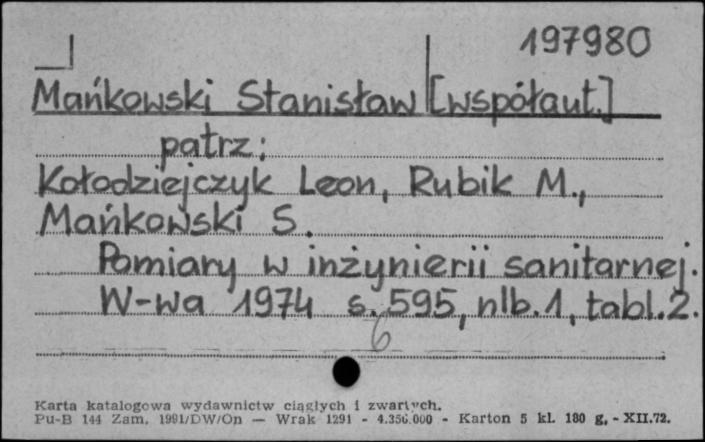 197980
Mańkowski Stanisław [współaut.]
patrz:
Kołodziejczyk Leon, Rubik M.,
Mańkowski S.
Pomiary w inżynierii sanitarnej.
W-wa 1974 s. 595, nlb. 1, tabl. 2.
6
Karta katalogowa wydawnictw ciągłych i zwartych.
Pu-B 144 Zam. 1991/DW/On — Wrak 1291 - 4.350.000 - Karton 5 kl. 180 g. - XII.72.